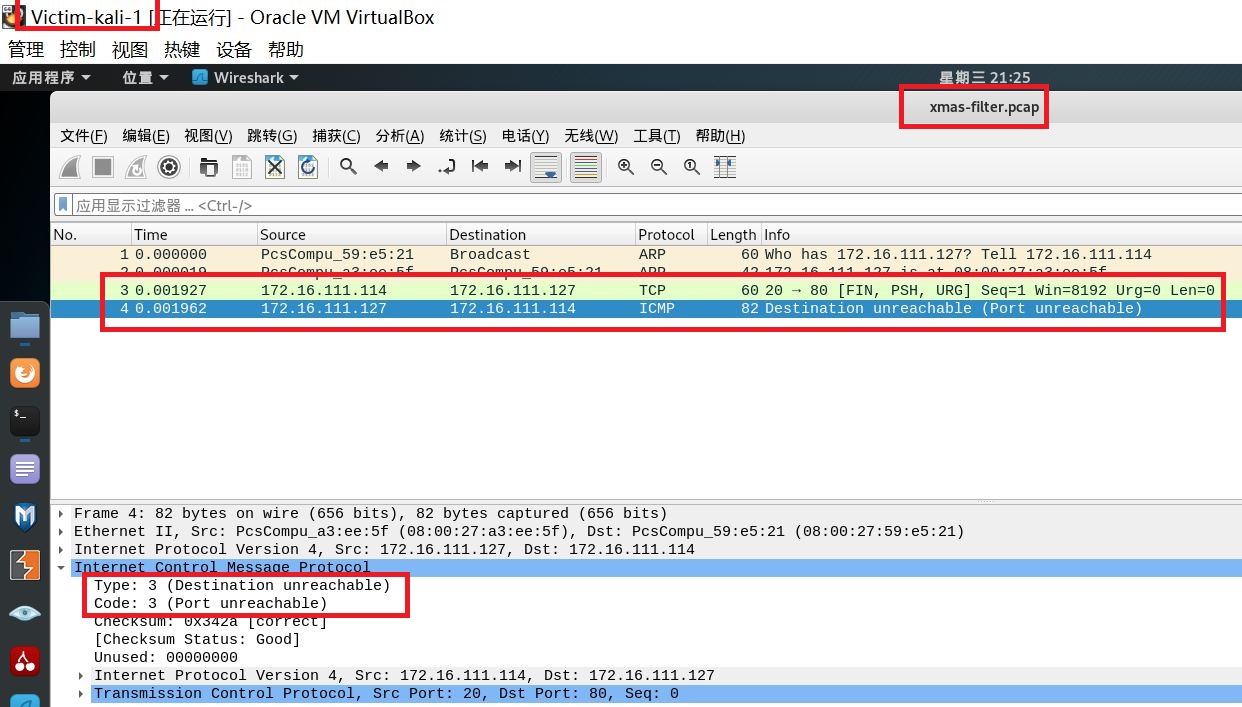 Victim-kali-1 [正在运行] - Oracle VM VirtualBox
管理 控制 视图 热键 设备 帮助
应用程序 位置 Wireshark 星期三 21:25
xmas-filter.pcap
文件(F) 编辑(E) 视图(V) 跳转(G) 捕获(C) 分析(A) 统计(S) 电话(Y) 无线(W) 工具(T) 帮助(H)
应用显示过滤器 … <Ctrl-/>
No. Time Source Destination Protocol Length Info
1 0.000000 PcsCompu_59:e5:21 Broadcast ARP 60 Who has 172.16.111.127? Tell 172.16.111.114
2 0.000019 PcsCompu_a3:ee:5f PcsCompu_59:e5:21 ARP 42 172.16.111.127 is at 08:00:27:a3:ee:5f
3 0.001927 172.16.111.114 172.16.111.127 TCP 60 20 → 80 [FIN, PSH, URG] Seq=1 Win=8192 Urg=0 Len=0
4 0.001962 172.16.111.127 172.16.111.114 ICMP 82 Destination unreachable (Port unreachable)
Frame 4: 82 bytes on wire (656 bits), 82 bytes captured (656 bits)
Ethernet II, Src: PcsCompu_a3:ee:5f (08:00:27:a3:ee:5f), Dst: PcsCompu_59:e5:21 (08:00:27:59:e5:21)
Internet Protocol Version 4, Src: 172.16.111.127, Dst: 172.16.111.114
Internet Control Message Protocol
Type: 3 (Destination unreachable)
Code: 3 (Port unreachable)
Checksum: 0x342a [correct]
[Checksum Status: Good]
Unused: 00000000
Internet Protocol Version 4, Src: 172.16.111.114, Dst: 172.16.111.127
Transmission Control Protocol, Src Port: 20, Dst Port: 80, Seq: 0